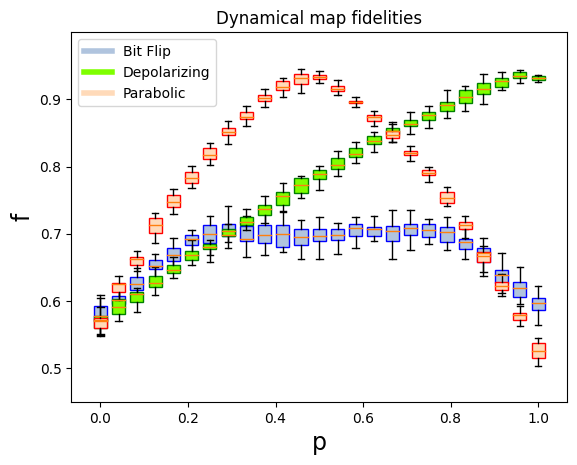 Dynamical map fidelities
Bit Flip
Depolarizing
Parabolic
0.9
0.8
0.7
0.6
0.5
f
0.0 0.2 0.4 0.6 0.8 1.0
p